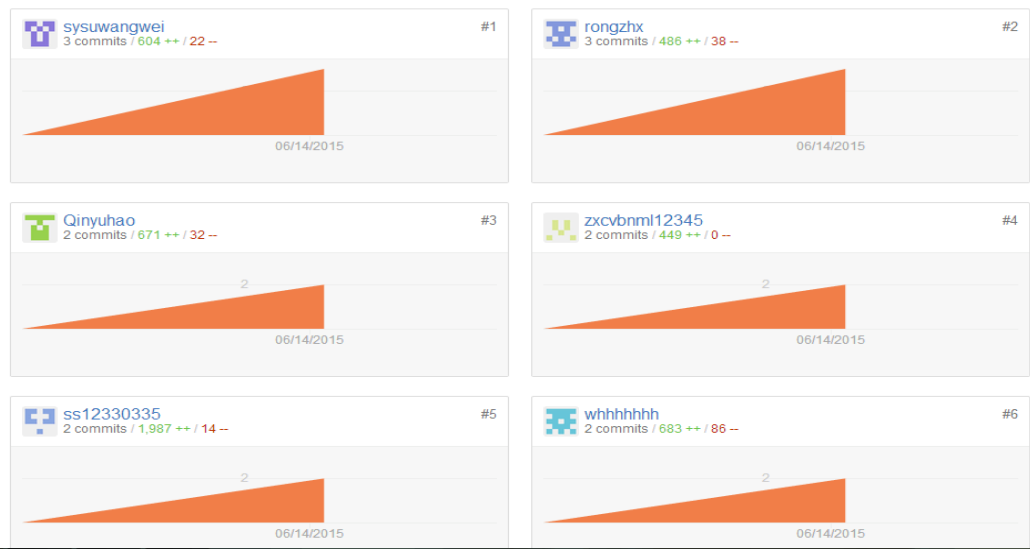 sysuwangwei #1
3 commits / 604 ++ / 22 --
06/14/2015
rongzhx #2
3 commits / 486 ++ / 38 --
06/14/2015
Qinyuhao #3
2 commits / 671 ++ / 32 --
2
06/14/2015
zxcvbnml12345 #4
2 commits / 449 ++ / 0 --
2
06/14/2015
ss12330335 #5
2 commits / 1,987 ++ / 14 --
2
06/14/2015
whhhhhhh #6
2 commits / 683 ++ / 86 --
2
06/14/2015